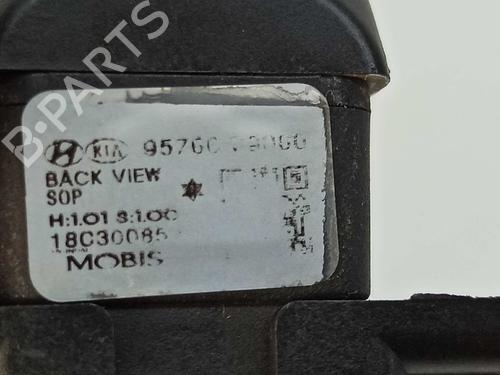 KIA 95760
BACK VIEW
SOP
H:1.01 S:1.00
18C30085
MOBIS
B-PARTS